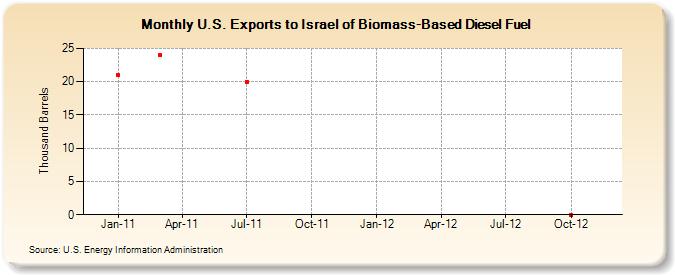 Monthly U.S. Exports to Israel of Biomass-Based Diesel Fuel
Thousand Barrels
25
20
15
10
5
0
Jan-11 Apr-11 Jul-11 Oct-11 Jan-12 Apr-12 Jul-12 Oct-12
Source: U.S. Energy Information Administration